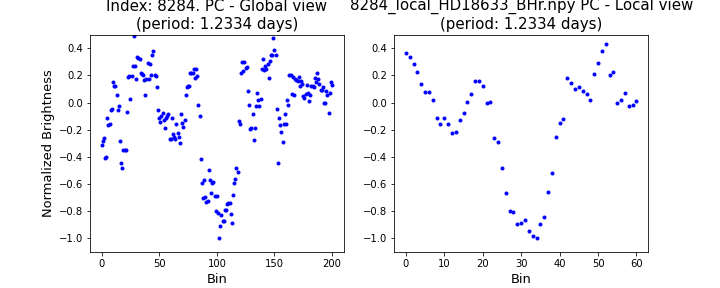 Index: 8284. PC - Global view
(period: 1.2334 days)
8284_local_HD18633_BHr.npy PC - Local view
(period: 1.2334 days)
Normalized Brightness
0.4
0.2
0.0
−0.2
−0.4
−0.6
−0.8
−1.0
0 50 100 150 200
Bin
0.4
0.2
0.0
−0.2
−0.4
−0.6
−0.8
−1.0
0 10 20 30 40 50 60
Bin